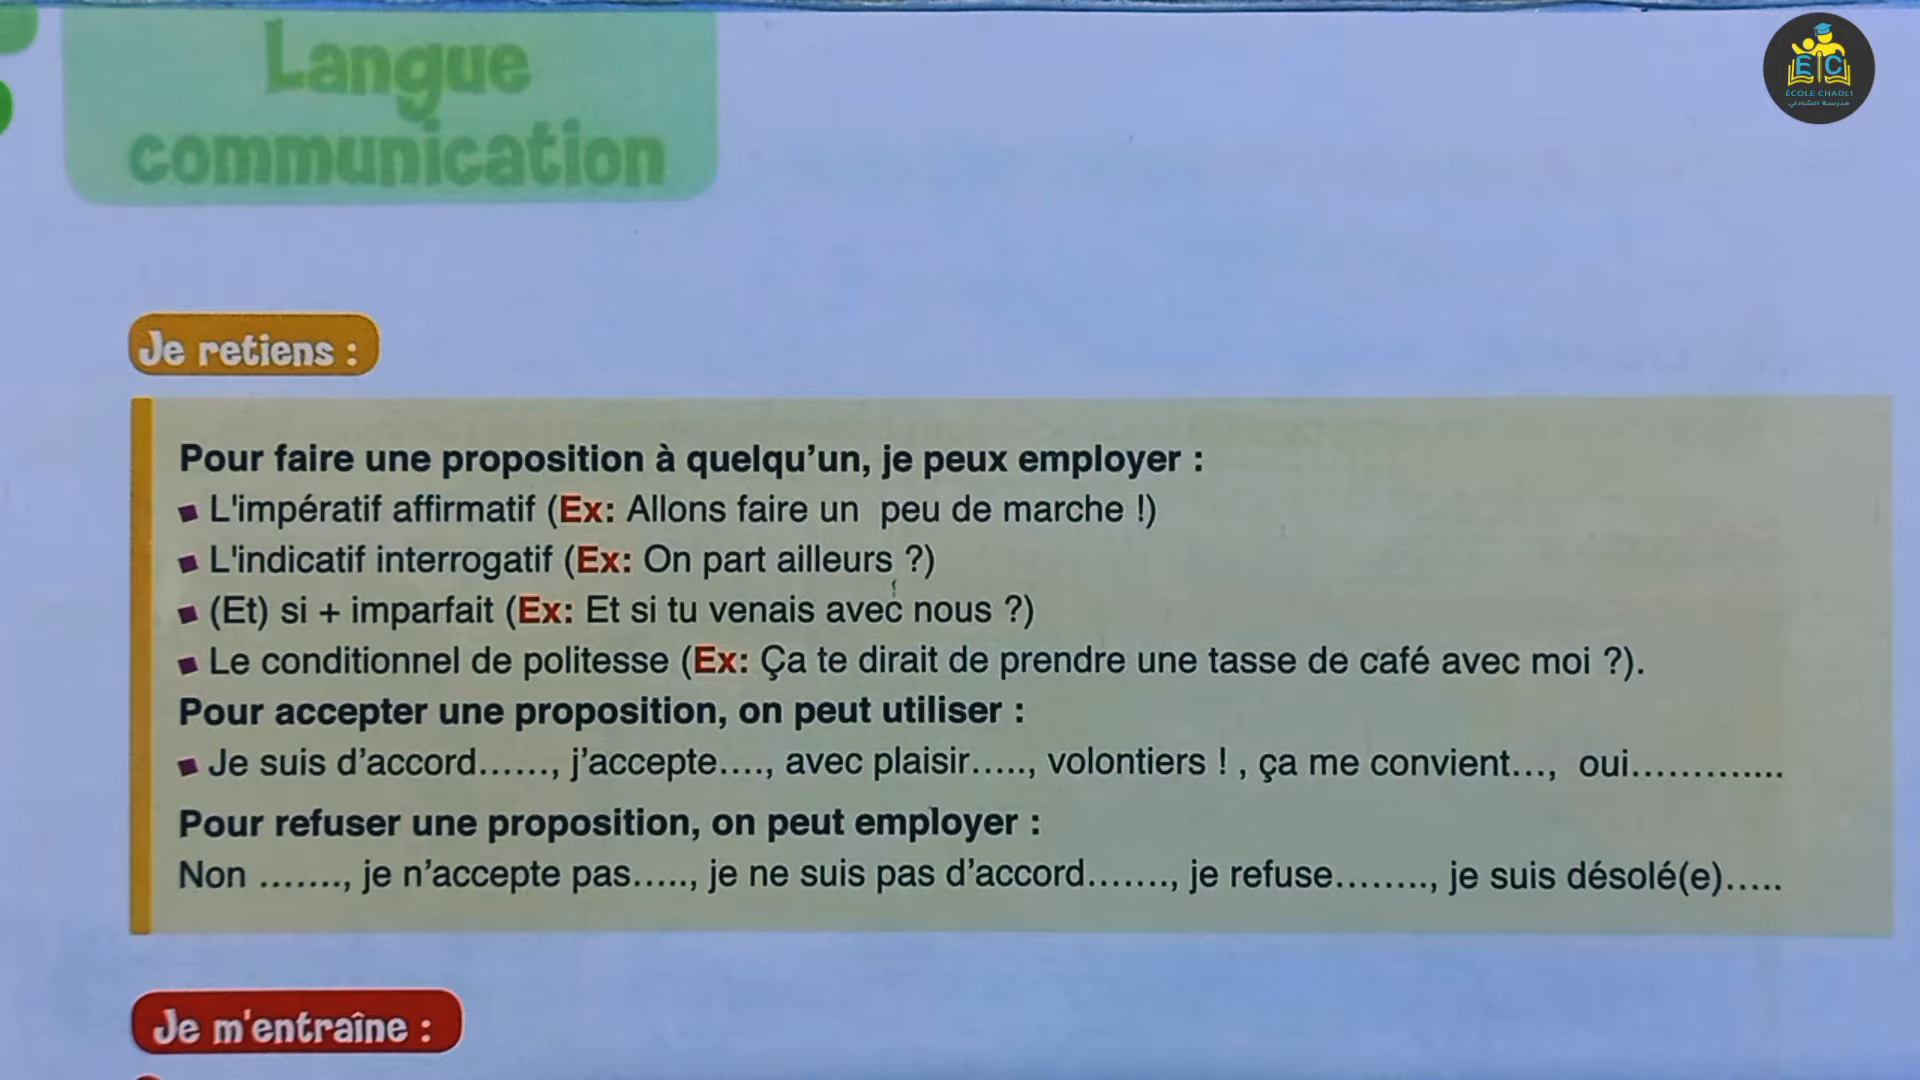 Langue
communication
ÉCOLE CHADLI
مدرسة الشاذلي
Je retiens :
Pour faire une proposition à quelqu'un, je peux employer :
▪ L'impératif affirmatif (Ex: Allons faire un peu de marche !)
▪ L'indicatif interrogatif (Ex: On part ailleurs ?)
▪ (Et) si + imparfait (Ex: Et si tu venais avec nous ?)
▪ Le conditionnel de politesse (Ex: Ça te dirait de prendre une tasse de café avec moi ?).
Pour accepter une proposition, on peut utiliser :
▪ Je suis d'accord......, j'accepte...., avec plaisir....., volontiers ! , ça me convient..., oui.............
Pour refuser une proposition, on peut employer :
Non ......., je n'accepte pas....., je ne suis pas d'accord......., je refuse........, je suis désolé(e).....
Je m'entraîne :